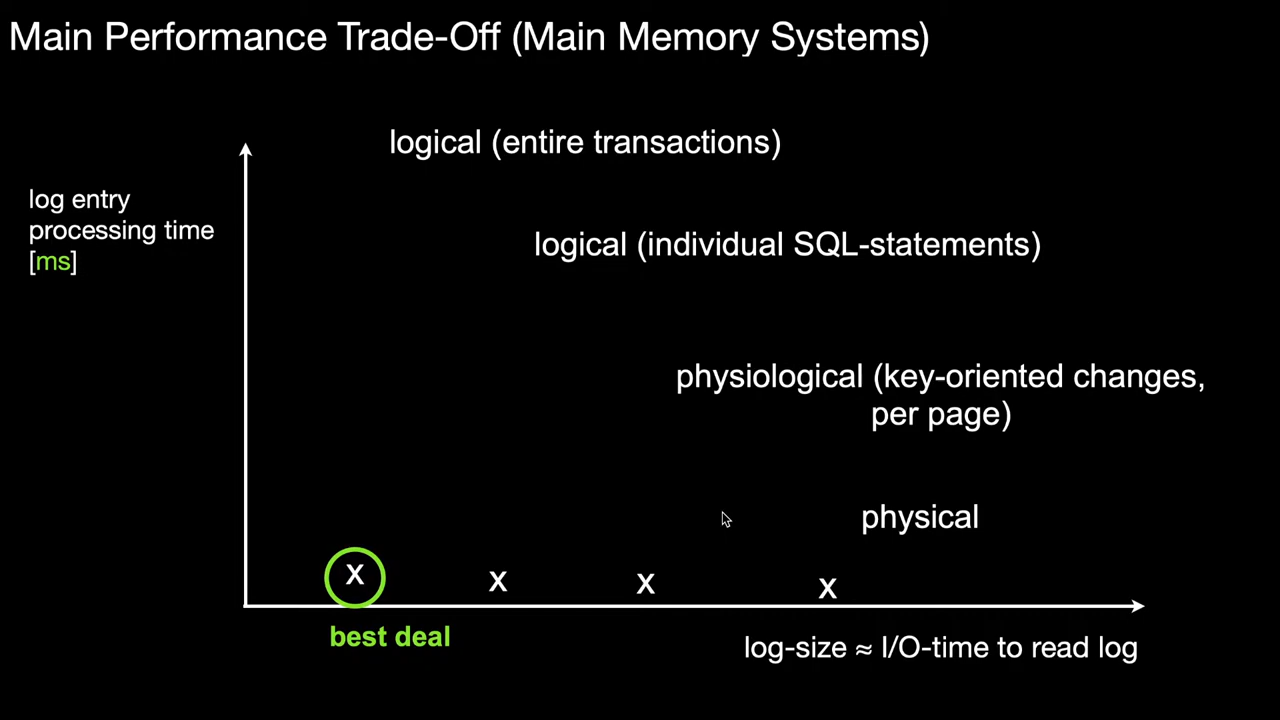 Main Performance Trade-Off (Main Memory Systems)
logical (entire transactions)
log entry
processing time
[ms]
logical (individual SQL-statements)
physiological (key-oriented changes,
per page)
physical
x
x
x
x
best deal
log-size ≈ I/O-time to read log